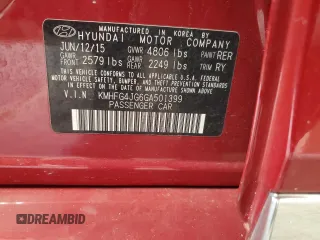 MANUFACTURED IN KOREA BY
HYUNDAI MOTOR COMPANY
JUN/12/15 GVWR 4806 lbs PAINT RER
GAWR FRONT 2579 lbs GAWR REAR 2249 lbs TRIM RY
THIS VEHICLE CONFORMS TO ALL
APPLICABLE U.S. FEDERAL MOTOR VEHICLE
SAFETY, BUMPER, AND THEFT PREVENTION
STANDARDS IN EFFECT ON THE DATE OF
MANUFACTURE SHOWN ABOVE.
V.I.N KMHFG4JG6GA501399
PASSENGER CAR
DREAMBID